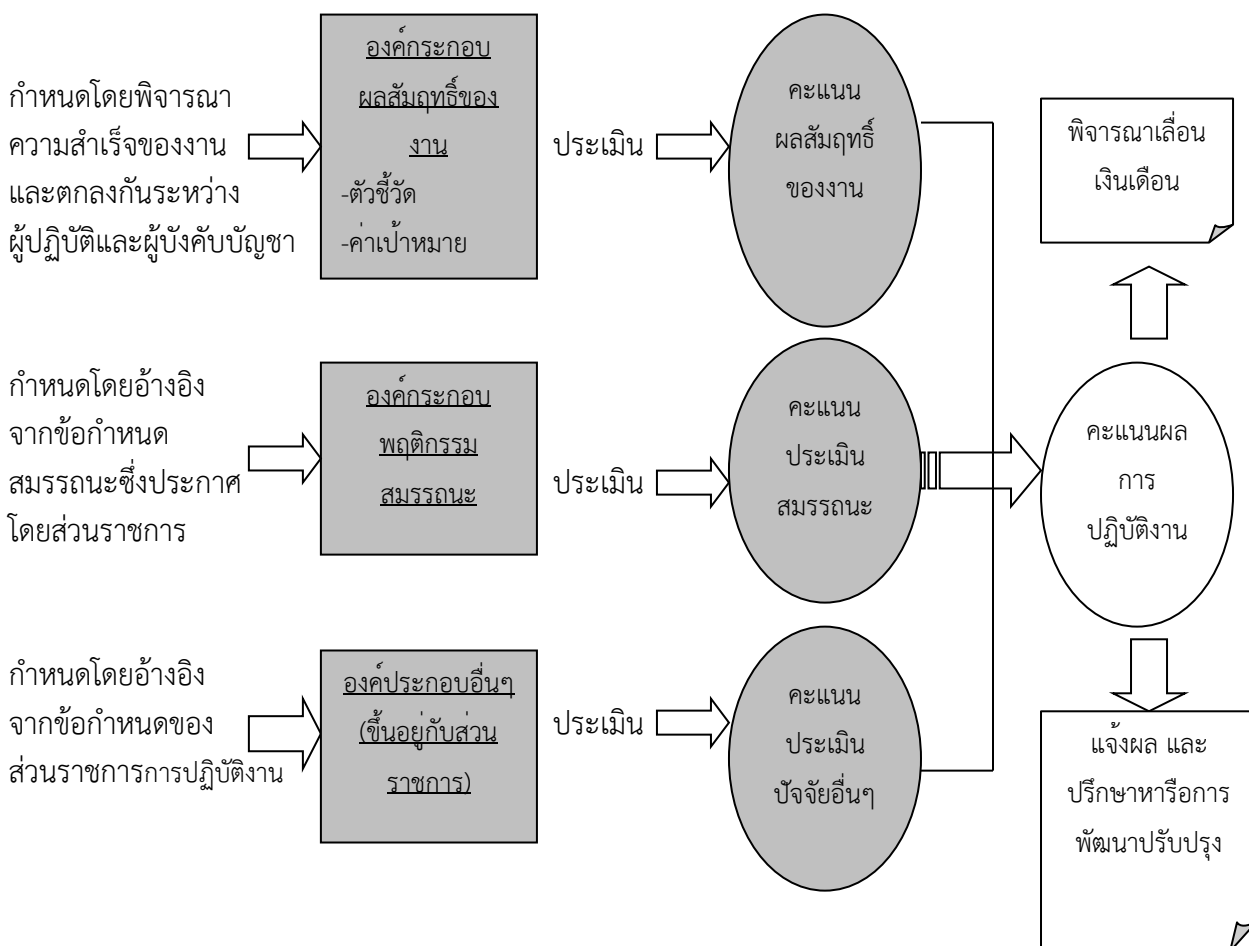 กำหนดโดยพิจารณา
ความสำเร็จของงาน
และตกลงกันระหว่าง
ผู้ปฏิบัติและผู้บังคับบัญชา
องค์กระกอบ
ผลสัมฤทธิ์ของ
งาน
-ตัวชี้วัด
-ค่าเป้าหมาย
ประเมิน
คะแนน
ผลสัมฤทธิ์
ของงาน
พิจารณาเลื่อน
เงินเดือน
กำหนดโดยอ้างอิง
จากข้อกำหนด
สมรรถนะซึ่งประกาศ
โดยส่วนราชการ
องค์กระกอบ
พฤติกรรม
สมรรถนะ
ประเมิน
คะแนน
ประเมิน
สมรรถนะ
คะแนนผล
การ
ปฏิบัติงาน
กำหนดโดยอ้างอิง
จากข้อกำหนดของ
ส่วนราชการการปฏิบัติงาน
องค์ประกอบอื่นๆ
(ขึ้นอยู่กับส่วน
ราชการ)
ประเมิน
คะแนน
ประเมิน
ปัจจัยอื่นๆ
แจ้งผล และ
ปรึกษาหารือการ
พัฒนาปรับปรุง